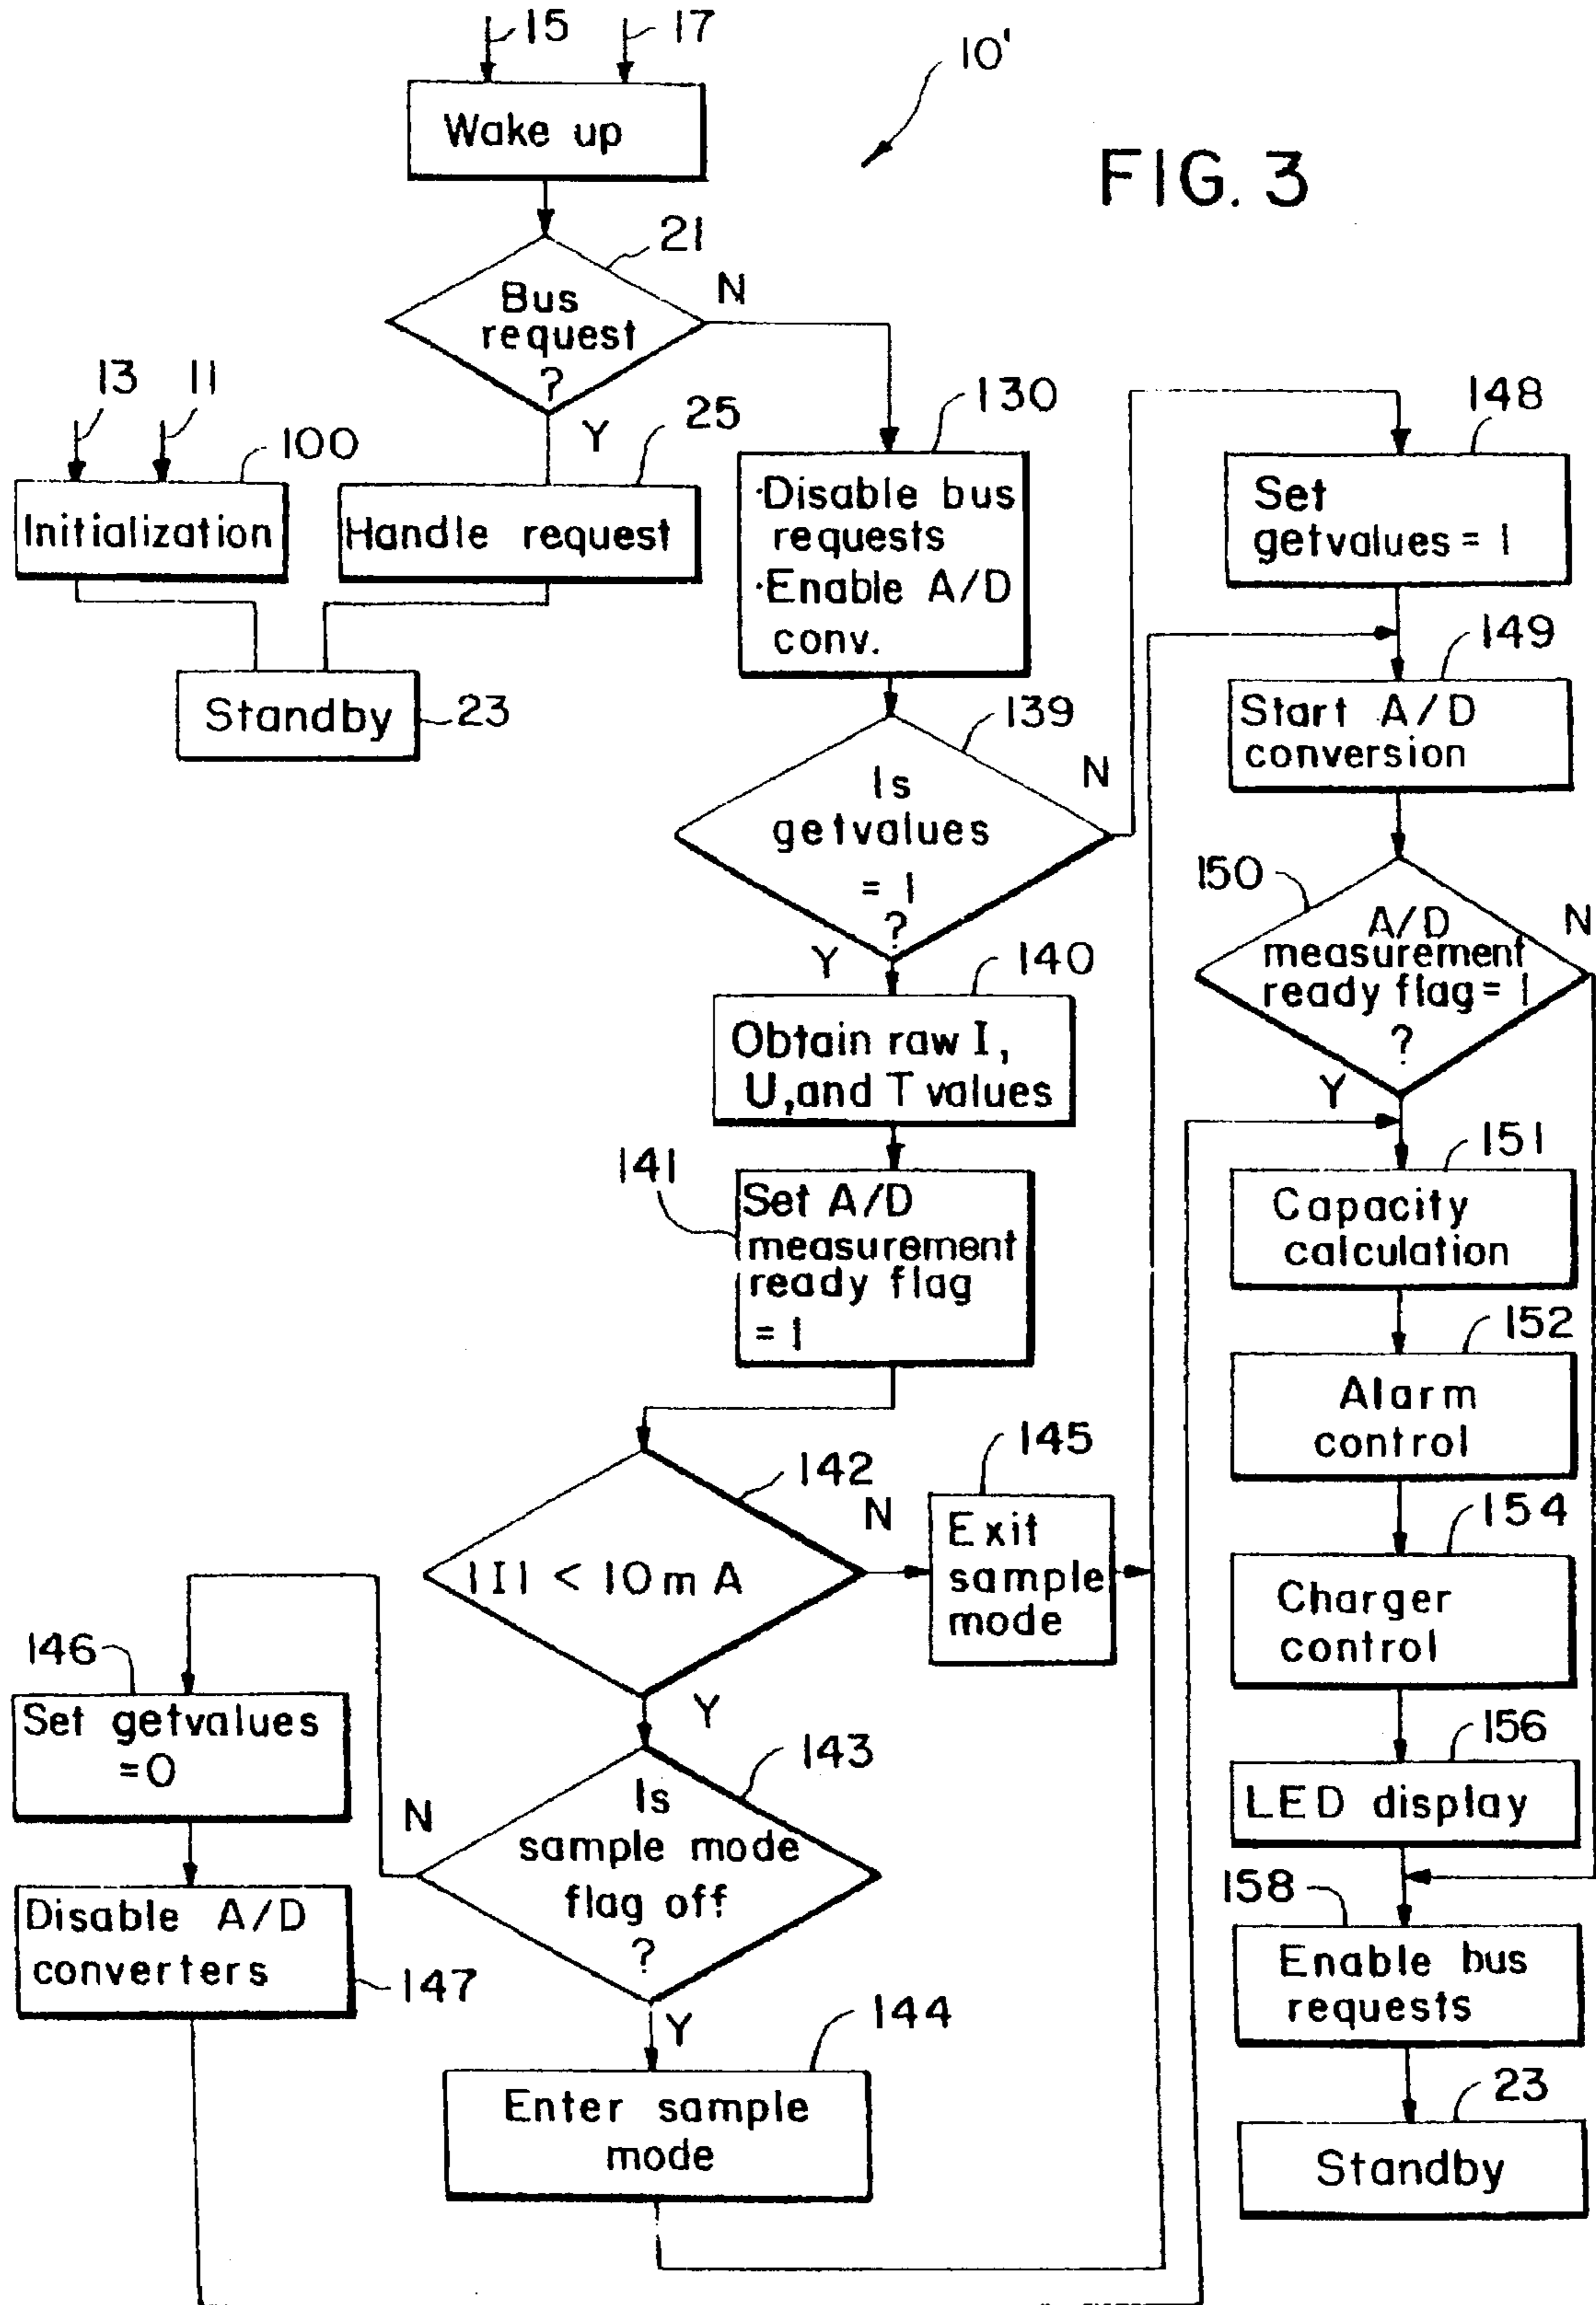 15
17
10'
Wake up
FIG. 3
21
Bus
request
?
N
Y
13
11
100
Initialization
25
Handle request
Standby
23
130
·Disable bus
requests
·Enable A/D
conv.
139
Is
getvalues
= 1
?
N
Y
140
Obtain raw I,
U,and T values
141
Set A/D
measurement
ready flag
= 1
142
|I| < 10mA
N
Y
145
Exit
sample
mode
143
Is
sample mode
flag off
?
N
Y
146
Set getvalues
=0
Disable A/D
converters
147
144
Enter sample
mode
148
Set
getvalues = 1
149
Start A/D
conversion
150
A/D
measurement
ready flag = 1
?
N
Y
151
Capacity
calculation
152
Alarm
control
154
Charger
control
156
LED display
158
Enable bus
requests
23
Standby